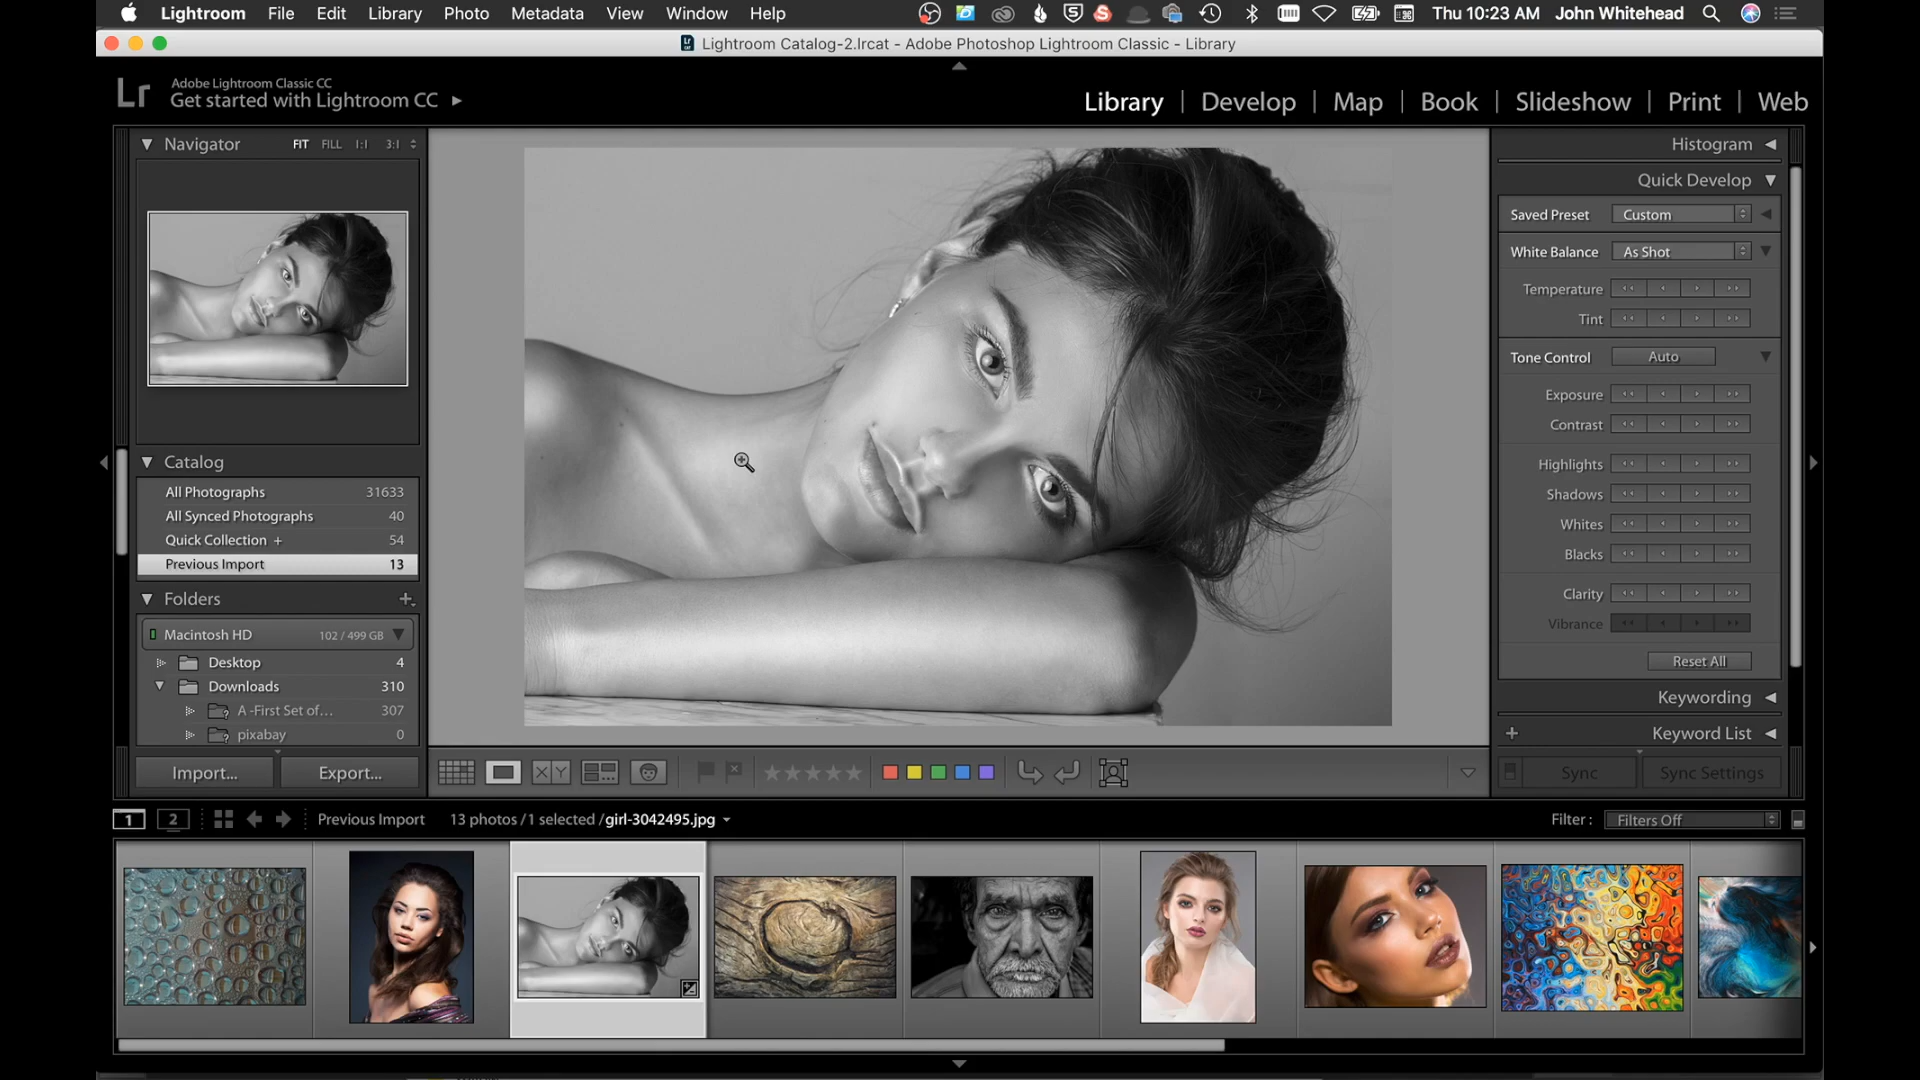 Lightroom File Edit Library Photo Metadata View Window Help Thu 10:23 AM John Whitehead
Lightroom Catalog-2.lrcat - Adobe Photoshop Lightroom Classic - Library
Lr Adobe Lightroom Classic CC
Get started with Lightroom CC
Library | Develop | Map | Book | Slideshow | Print | Web
Navigator FIT FILL 1:1 3:1
Catalog
All Photographs 31633
All Synced Photographs 40
Quick Collection + 54
Previous Import 13
Folders +
Macintosh HD 102 / 499 GB
Desktop 4
Downloads 310
A -First Set of... 307
pixabay 0
Import... Export...
Histogram
Quick Develop
Saved Preset Custom
White Balance As Shot
Temperature
Tint
Tone Control Auto
Exposure
Contrast
Highlights
Shadows
Whites
Blacks
Clarity
Vibrance
Reset All
Keywording
+ Keyword List
Sync Sync Settings
X Y
1 2 Previous Import 13 photos / 1 selected / girl-3042495.jpg Filter : Filters Off